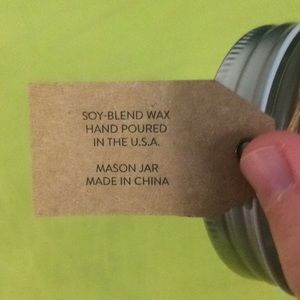 SOY-BLEND WAX
HAND POURED
IN THE U.S.A.
MASON JAR
MADE IN CHINA